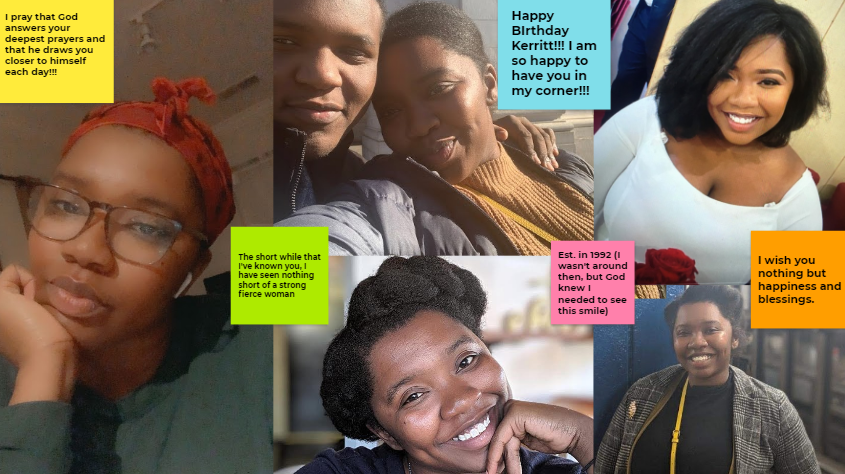 I pray that God
answers your
deepest prayers and
that he draws you
closer to himself
each day!!!
Happy
BIrthday
Kerritt!!! I am
so happy to
have you in
my corner!!!
The short while that
I've known you, I
have seen nothing
short of a strong
fierce woman
Est. in 1992 (I
wasn't around
then, but God
knew I
needed to see
this smile)
I wish you
nothing but
happiness and
blessings.